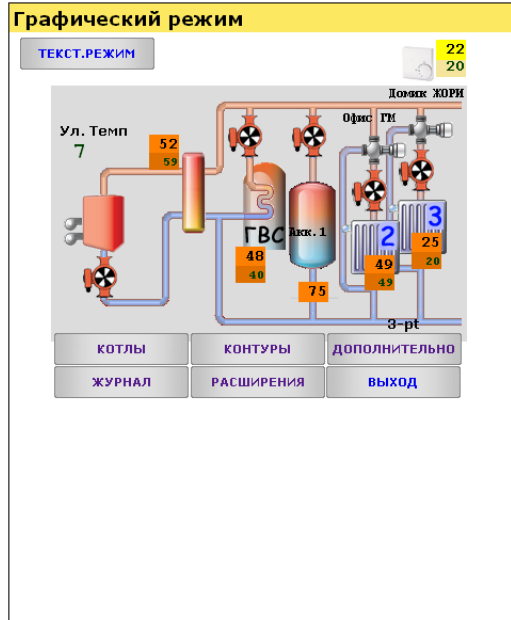 Графический режим
ТЕКСТ.РЕЖИМ
22
20
Домик ЖОРИ
Офис ГМ
Ул. Темп
7
52
59
ГВС
Акк.1
2
3
48
40
75
49
49
25
20
3-pt
КОТЛЫ
КОНТУРЫ
ДОПОЛНИТЕЛЬНО
ЖУРНАЛ
РАСШИРЕНИЯ
ВЫХОД